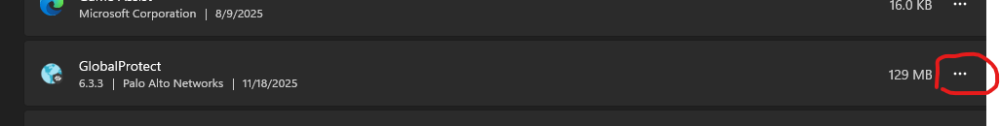 Microsoft Corporation | 8/9/2025
16.0 KB
GlobalProtect
6.3.3 | Palo Alto Networks | 11/18/2025
129 MB